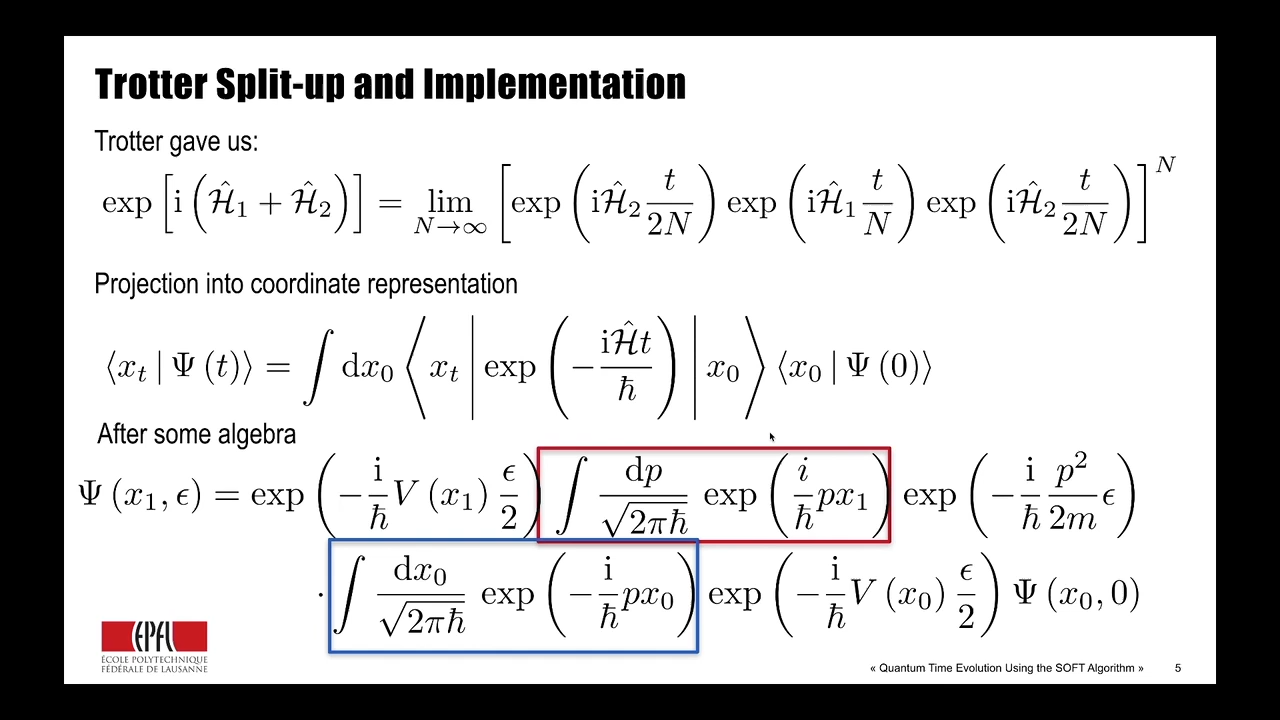 Trotter Split-up and Implementation
Trotter gave us:
exp[i(Ĥ₁ + Ĥ₂)] = lim_{N→∞} [exp(iĤ₂ t/2N) exp(iĤ₁ t/N) exp(iĤ₂ t/2N)]^N
Projection into coordinate representation
⟨x_t | Ψ(t)⟩ = ∫ dx₀ ⟨x_t | exp(−iĤt/ħ) | x₀⟩ ⟨x₀ | Ψ(0)⟩
After some algebra
Ψ(x₁, ϵ) = exp(−i/ħ V(x₁) ϵ/2) ∫ dp/√(2πħ) exp(i/ħ px₁) exp(−i/ħ p²/2m ϵ)
· ∫ dx₀/√(2πħ) exp(−i/ħ px₀) exp(−i/ħ V(x₀) ϵ/2) Ψ(x₀, 0)
EPFL
ÉCOLE POLYTECHNIQUE
FÉDÉRALE DE LAUSANNE
« Quantum Time Evolution Using the SOFT Algorithm » 5